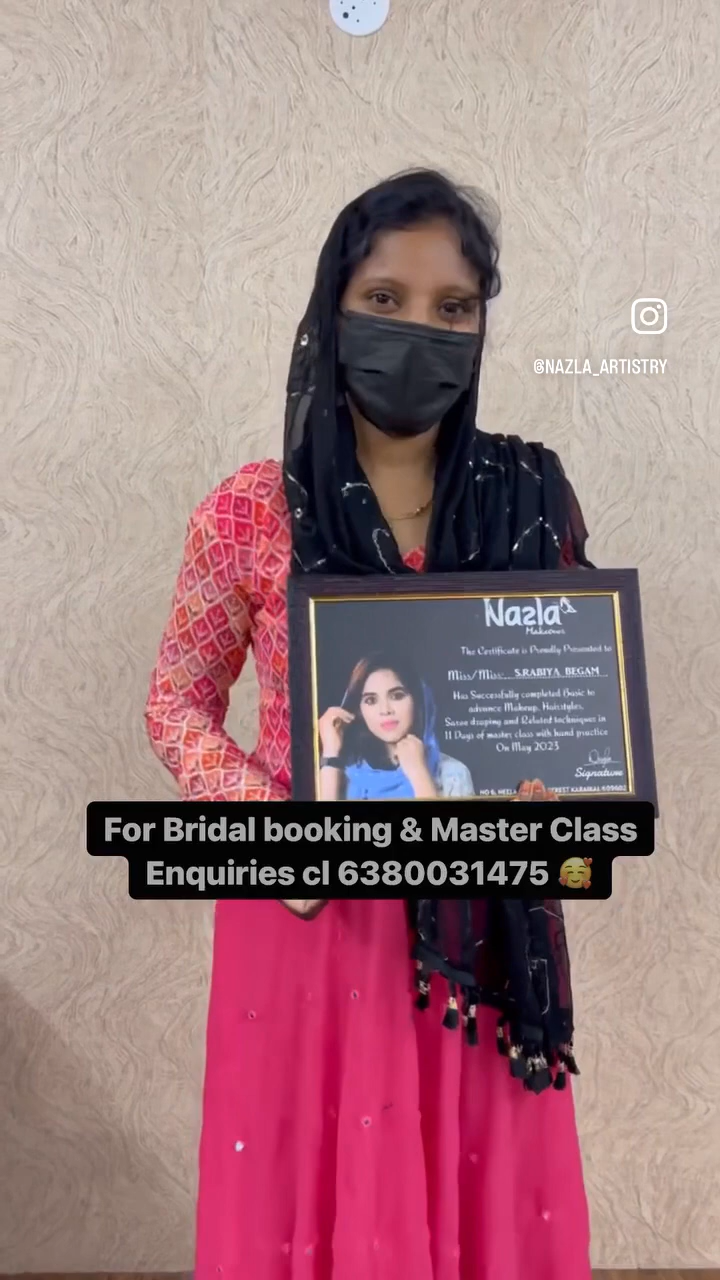 @NAZLA_ARTISTRY
Nazla
Makeover
The Certificate is Proudly Presented to
Miss/Miss:.. S.RABIYA BEGAM
Has Successfully completed Basic to
advance Makeup, Hairstyles,
Saree draping and Related techniques in
11 Days of master class with hand practice
On May 2023
Signature
For Bridal booking & Master Class
Enquiries cl 6380031475 🥰